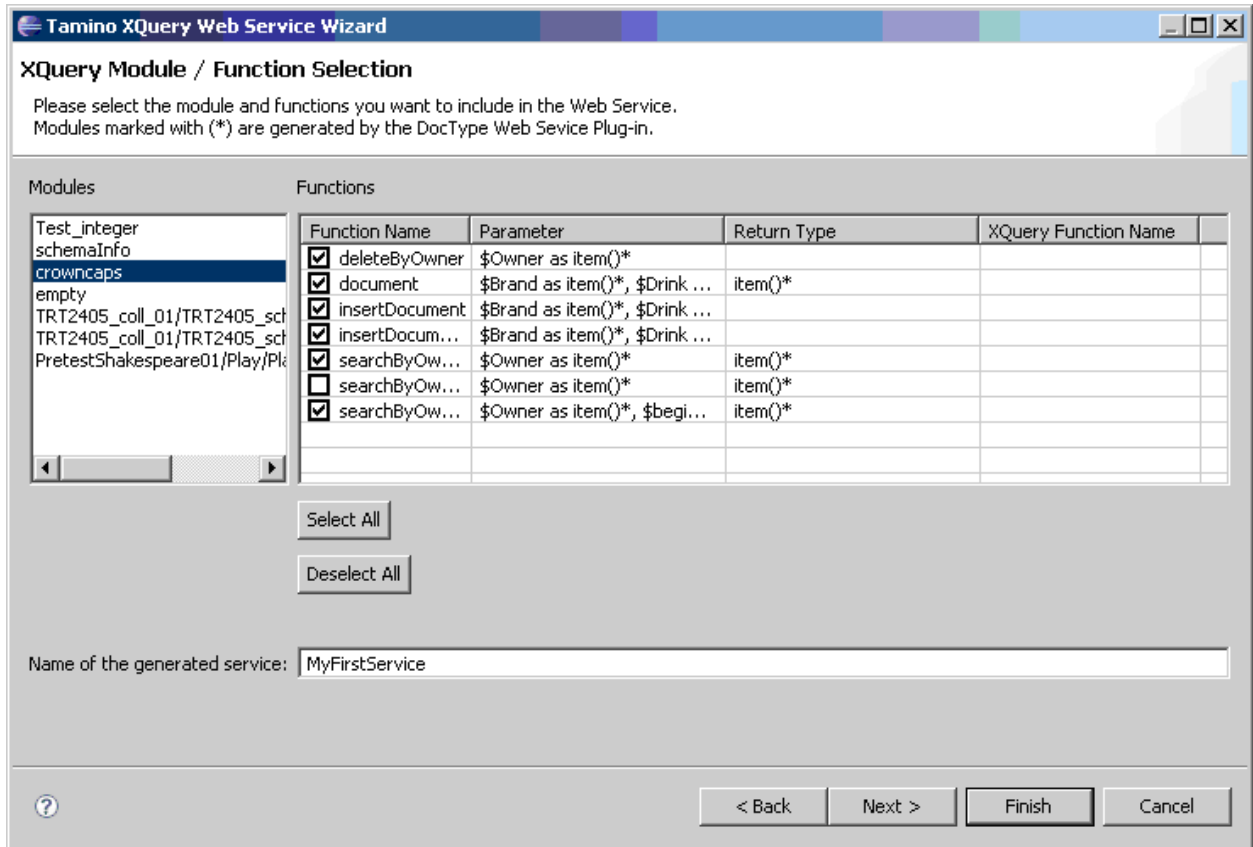 Tamino XQuery Web Service Wizard
XQuery Module / Function Selection
Please select the module and functions you want to include in the Web Service.
Modules marked with (*) are generated by the DocType Web Sevice Plug-in.
Modules
Functions
Test_integer
schemaInfo
crowncaps
empty
TRT2405_coll_01/TRT2405_sch
TRT2405_coll_01/TRT2405_sch
PretestShakespeare01/Play/Pla
Function Name Parameter Return Type XQuery Function Name
deleteByOwner $Owner as item()*
document $Brand as item()*, $Drink ... item()*
insertDocument $Brand as item()*, $Drink ...
insertDocum... $Brand as item()*, $Drink ...
searchByOw... $Owner as item()* item()*
searchByOw... $Owner as item()* item()*
searchByOw... $Owner as item()*, $begi... item()*
Select All
Deselect All
Name of the generated service: MyFirstService
? < Back Next > Finish Cancel